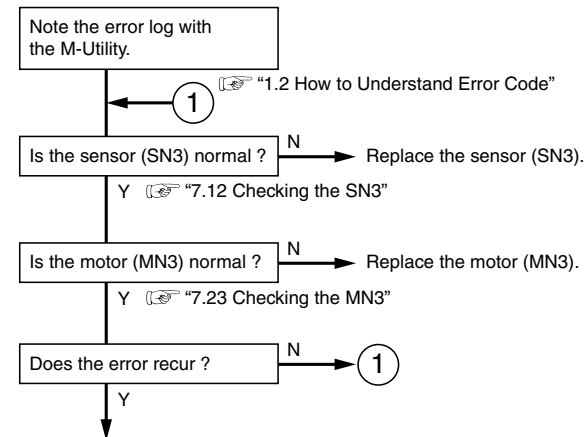 Note the error log with
the M-Utility.
“1.2 How to Understand Error Code”
1
Is the sensor (SN3) normal ?
N
Replace the sensor (SN3).
Y
“7.12 Checking the SN3”
Is the motor (MN3) normal ?
N
Replace the motor (MN3).
Y
“7.23 Checking the MN3”
Does the error recur ?
N
1
Y